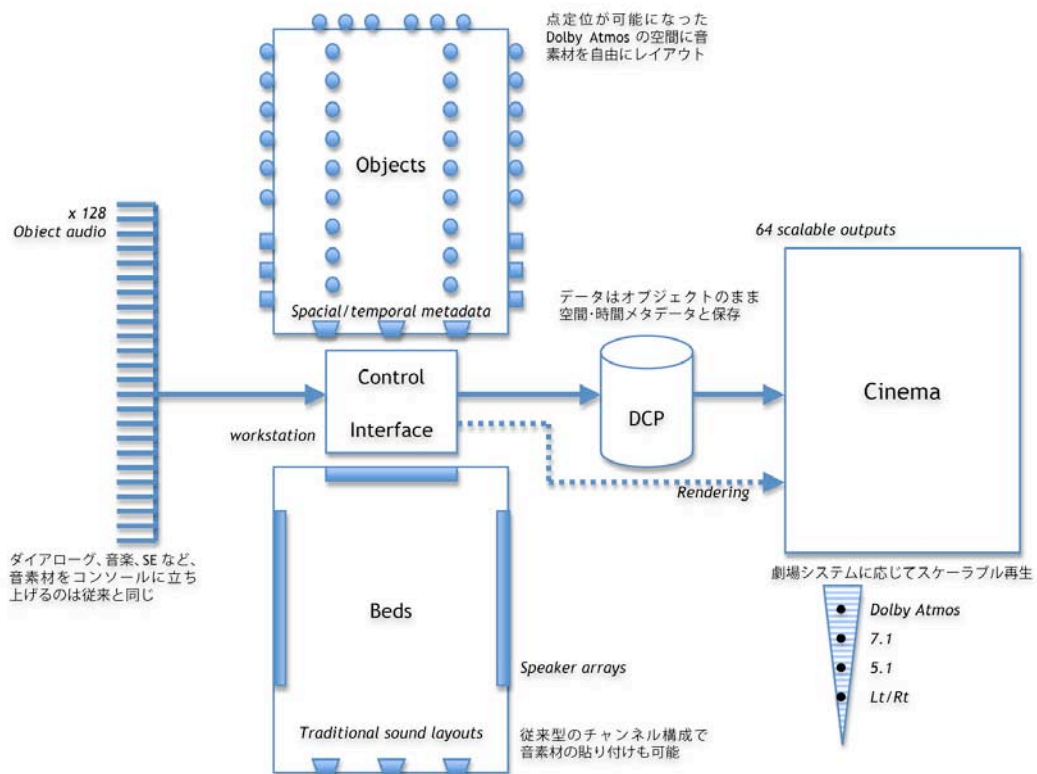 点定位が可能になった
Dolby Atmos の空間に音
素材を自由にレイアウト
Objects
Spacial/temporal metadata
x 128
Object audio
Control
Interface
workstation
データはオブジェクトのまま
空間･時間メタデータと保存
DCP
Rendering
64 scalable outputs
Cinema
劇場システムに応じてスケーラブル再生
Dolby Atmos
7.1
5.1
Lt/Rt
ダイアローグ、音楽、SE など、
音素材をコンソールに立ち
上げるのは従来と同じ
Beds
Speaker arrays
Traditional sound layouts
従来型のチャンネル構成で
音素材の貼り付けも可能